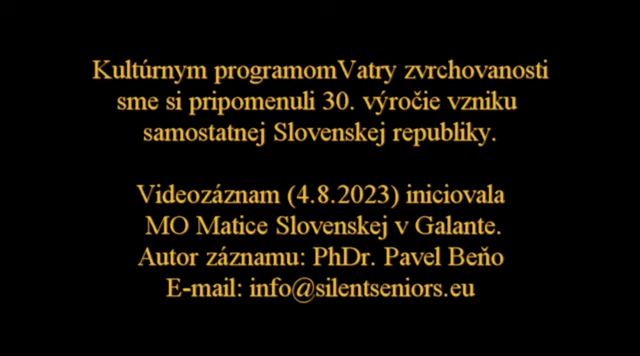 Kultúrnym programomVatry zvrchovanosti
sme si pripomenuli 30. výročie vzniku
samostatnej Slovenskej republiky.
Videozáznam (4.8.2023) iniciovala
MO Matice Slovenskej v Galante.
Autor záznamu: PhDr. Pavel Beňo
E-mail: info@silentseniors.eu